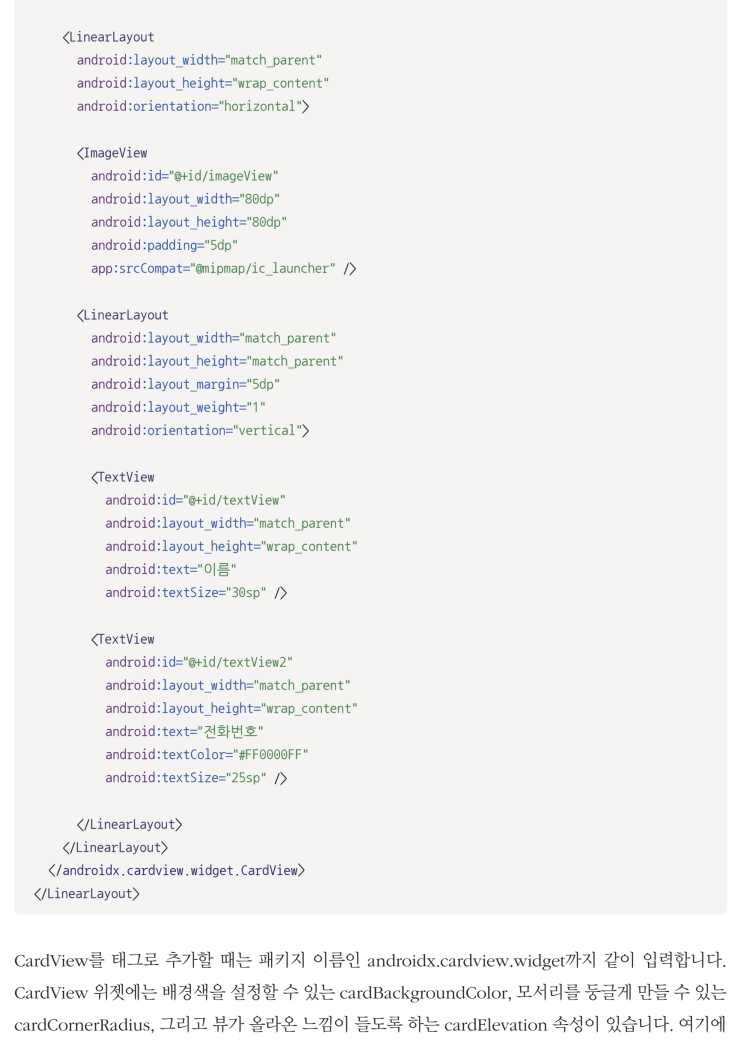 <LinearLayout
android:layout_width="match_parent"
android:layout_height="wrap_content"
android:orientation="horizontal">
<ImageView
android:id="@+id/imageView"
android:layout_width="80dp"
android:layout_height="80dp"
android:padding="5dp"
app:srcCompat="@mipmap/ic_launcher" />
<LinearLayout
android:layout_width="match_parent"
android:layout_height="match_parent"
android:layout_margin="5dp"
android:layout_weight="1"
android:orientation="vertical">
<TextView
android:id="@+id/textView"
android:layout_width="match_parent"
android:layout_height="wrap_content"
android:text="이름"
android:textSize="30sp" />
<TextView
android:id="@+id/textView2"
android:layout_width="match_parent"
android:layout_height="wrap_content"
android:text="전화번호"
android:textColor="#FF0000FF"
android:textSize="25sp" />
</LinearLayout>
</LinearLayout>
</androidx.cardview.widget.CardView>
</LinearLayout>
CardView를 태그로 추가할 때는 패키지 이름인 androidx.cardview.widget까지 같이 입력합니다.
CardView 위젯에는 배경색을 설정할 수 있는 cardBackgroundColor, 모서리를 둥글게 만들 수 있는
cardCornerRadius, 그리고 뷰가 올라온 느낌이 들도록 하는 cardElevation 속성이 있습니다. 여기에